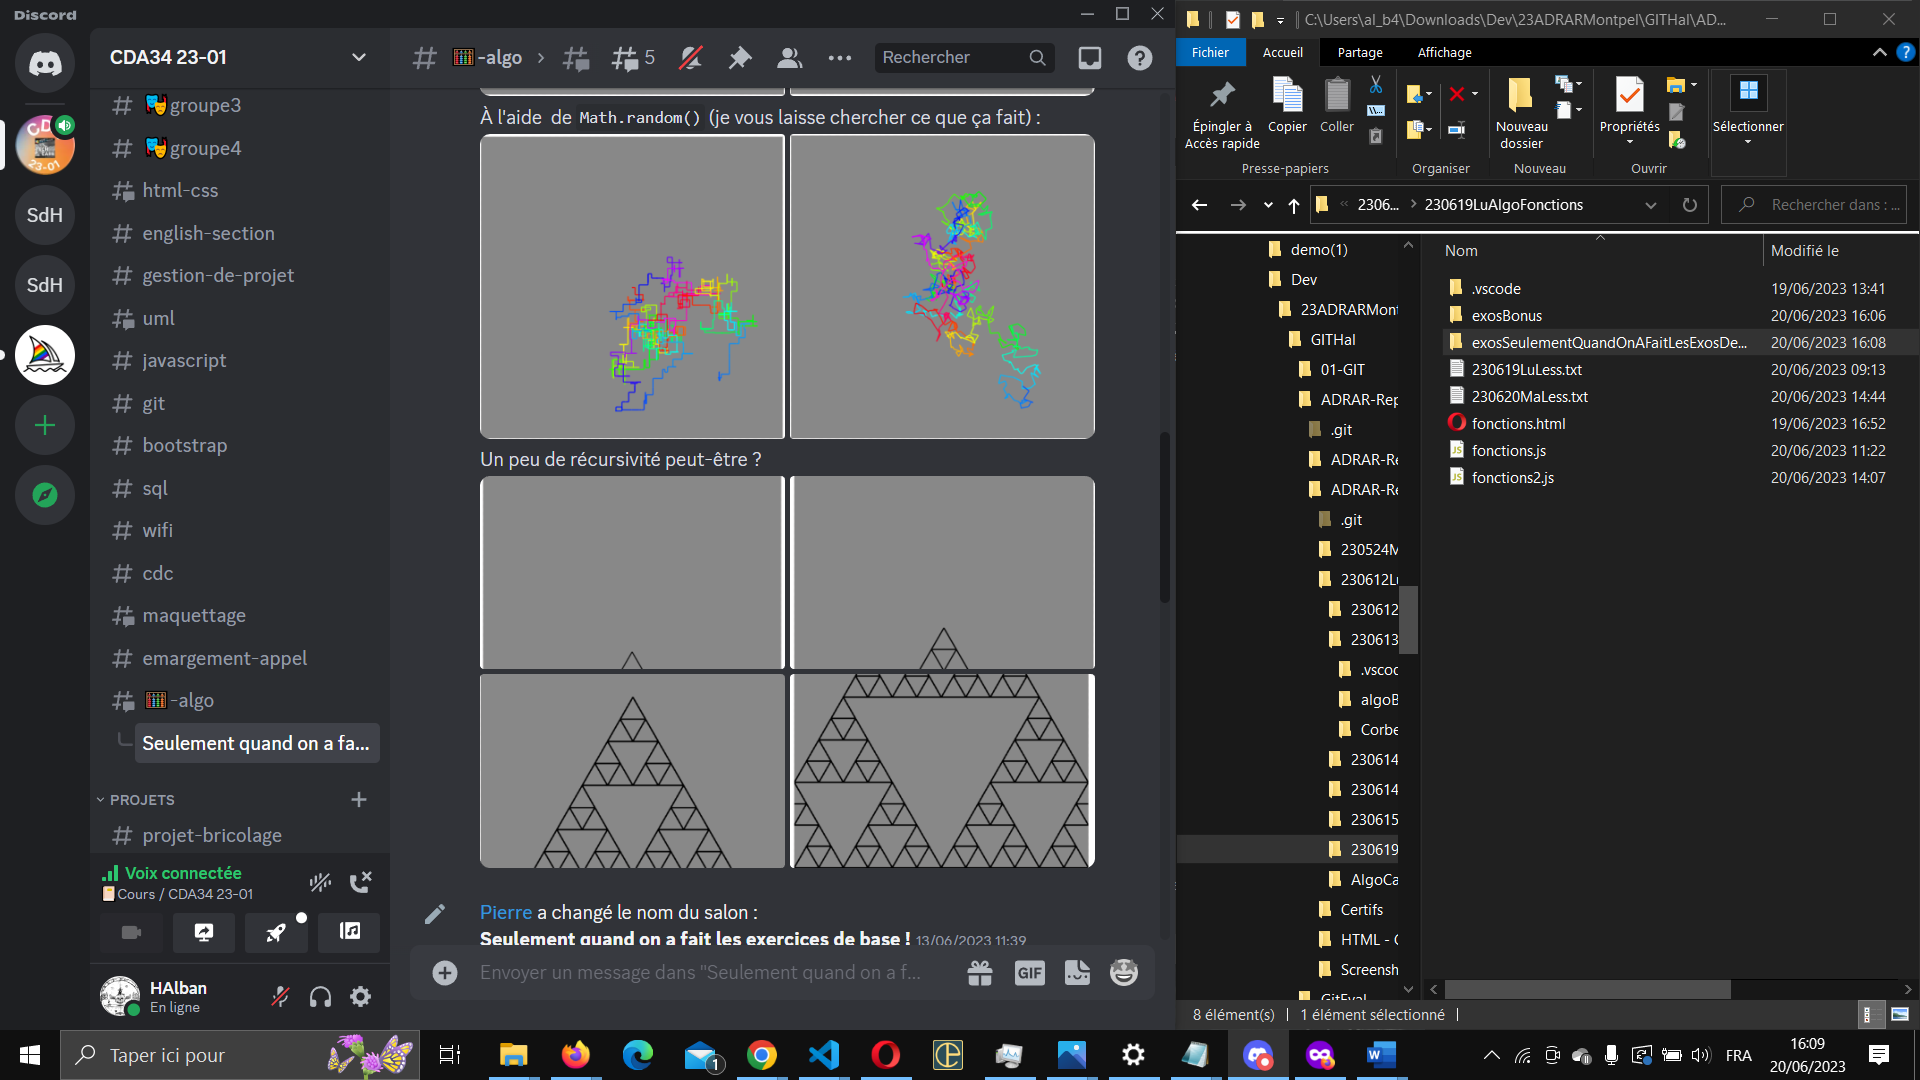 Discord
CDA34 23-01
groupe3
groupe4
html-css
english-section
gestion-de-projet
uml
javascript
git
bootstrap
sql
wifi
cdc
maquettage
emargement-appel
-algo
Seulement quand on a fa...
PROJETS
projet-bricolage
Voix connectée
Cours / CDA34 23-01
HAlban
En ligne
SdH
SdH
CD
23-01
-algo
5
Rechercher
À l'aide de Math.random() (je vous laisse chercher ce que ça fait) :
Un peu de récursivité peut-être ?
Pierre a changé le nom du salon :
Seulement quand on a fait les exercices de base ! 13/06/2023 11:39
Envoyer un message dans "Seulement quand on a f...
GIF
C:\Users\al_b4\Downloads\Dev\23ADRARMontpel\GITHal\AD...
Fichier
Accueil
Partage
Affichage
Épingler à
Accès rapide
Copier
Coller
Nouveau
dossier
Propriétés
Sélectionner
Presse-papiers
Organiser
Nouveau
Ouvrir
« 2306... > 230619LuAlgoFonctions
Rechercher dans : ...
demo(1)
Dev
23ADRARMont
GITHal
01-GIT
ADRAR-Rep
.git
ADRAR-Re
ADRAR-Re
.git
230524M
230612Lu
230612
230613
.vscod
algoB
Corbe
230614
230614
230615
230619
AlgoCa
Certifs
HTML - C
Screensh
GitEval
Nom
Modifié le
.vscode
19/06/2023 13:41
exosBonus
20/06/2023 16:06
exosSeulementQuandOnAFaitLesExosDe...
20/06/2023 16:08
230619LuLess.txt
20/06/2023 09:13
230620MaLess.txt
20/06/2023 14:44
fonctions.html
19/06/2023 16:52
fonctions.js
20/06/2023 11:22
fonctions2.js
20/06/2023 14:07
8 élément(s)
1 élément sélectionné
Taper ici pour
1
FRA
16:09
20/06/2023